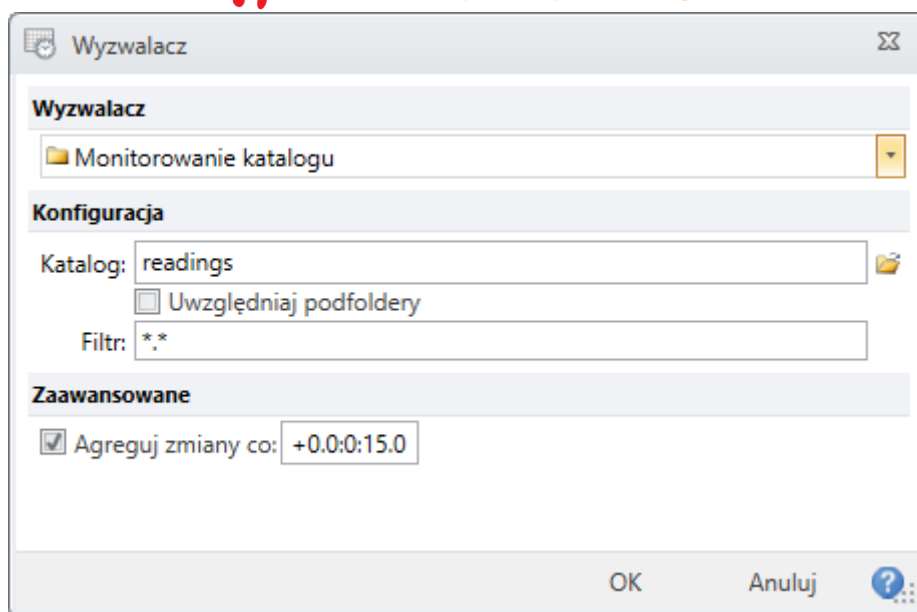 Wyzwalacz
Wyzwalacz
Monitorowanie katalogu
Konfiguracja
Katalog: readings
Uwzględniaj podfoldery
Filtr: *.*
Zaawansowane
Agreguj zmiany co: +0.0:0:15.0
OK Anuluj ?